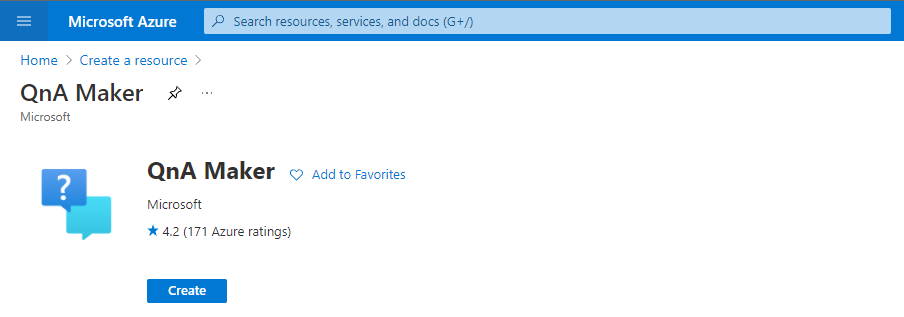 Microsoft Azure
Search resources, services, and docs (G+/)
Home > Create a resource >
QnA Maker ...
Microsoft
?
QnA Maker Add to Favorites
Microsoft
★ 4.2 (171 Azure ratings)
Create